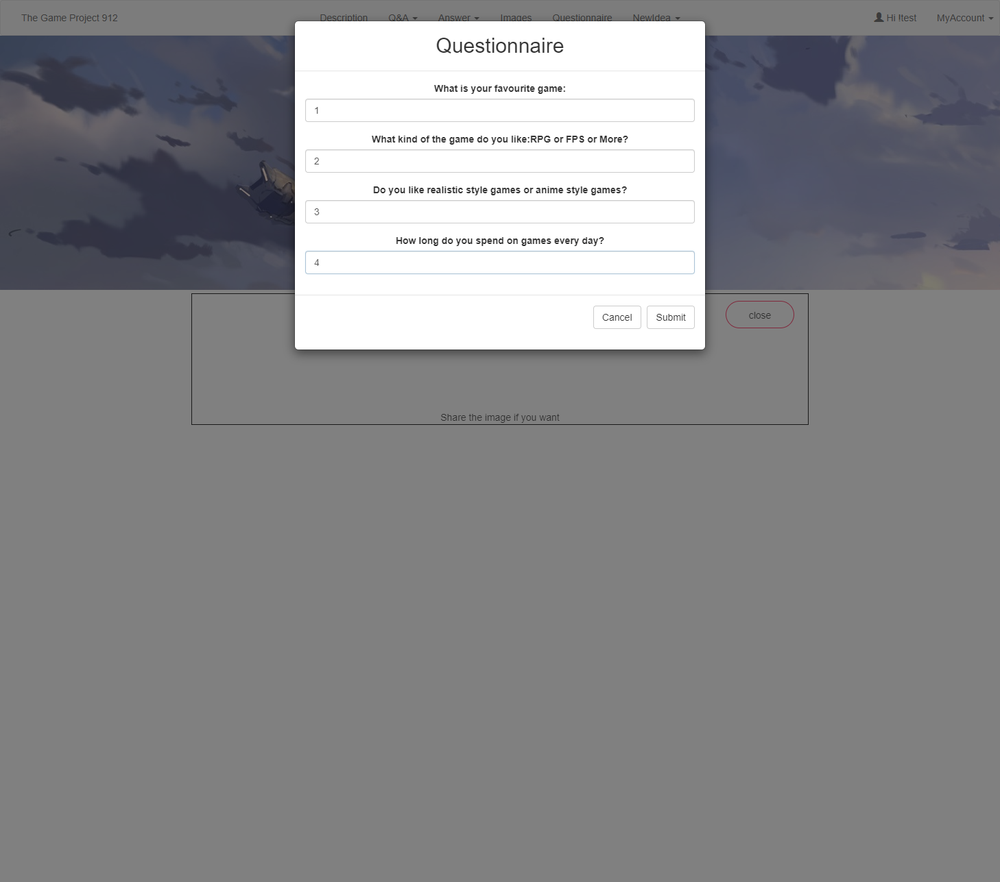 The Game Project 912 Description Q&A Answer Images Questionnaire NewIdea Hi !test MyAccount
Questionnaire
What is your favourite game:
1
What kind of the game do you like:RPG or FPS or More?
2
Do you like realistic style games or anime style games?
3
How long do you spend on games every day?
4
Cancel Submit
close
Share the image if you want